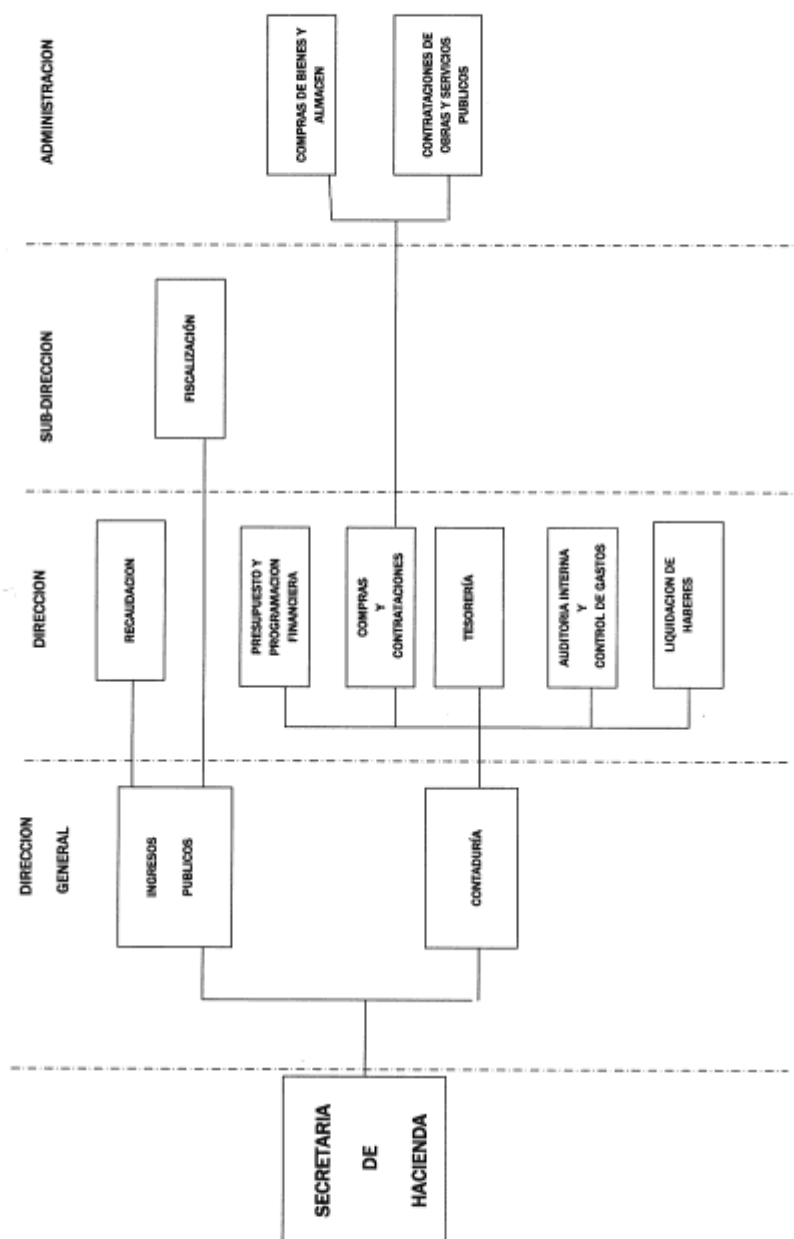 SECRETARIA
DE
HACIENDA
DIRECCION
GENERAL
INGRESOS
PUBLICOS
CONTADURÍA
DIRECCION
RECAUDACION
PRESUPUESTO Y
PROGRAMACION
FINANCIERA
COMPRAS
Y
CONTRATACIONES
TESORERÍA
AUDITORIA INTERNA
Y
CONTROL DE GASTOS
LIQUIDACION DE
HABERES
SUB-DIRECCION
FISCALIZACIÓN
ADMINISTRACION
COMPRAS DE BIENES Y
ALMACEN
CONTRATACIONES DE
OBRAS Y SERVICIOS
PUBLICOS